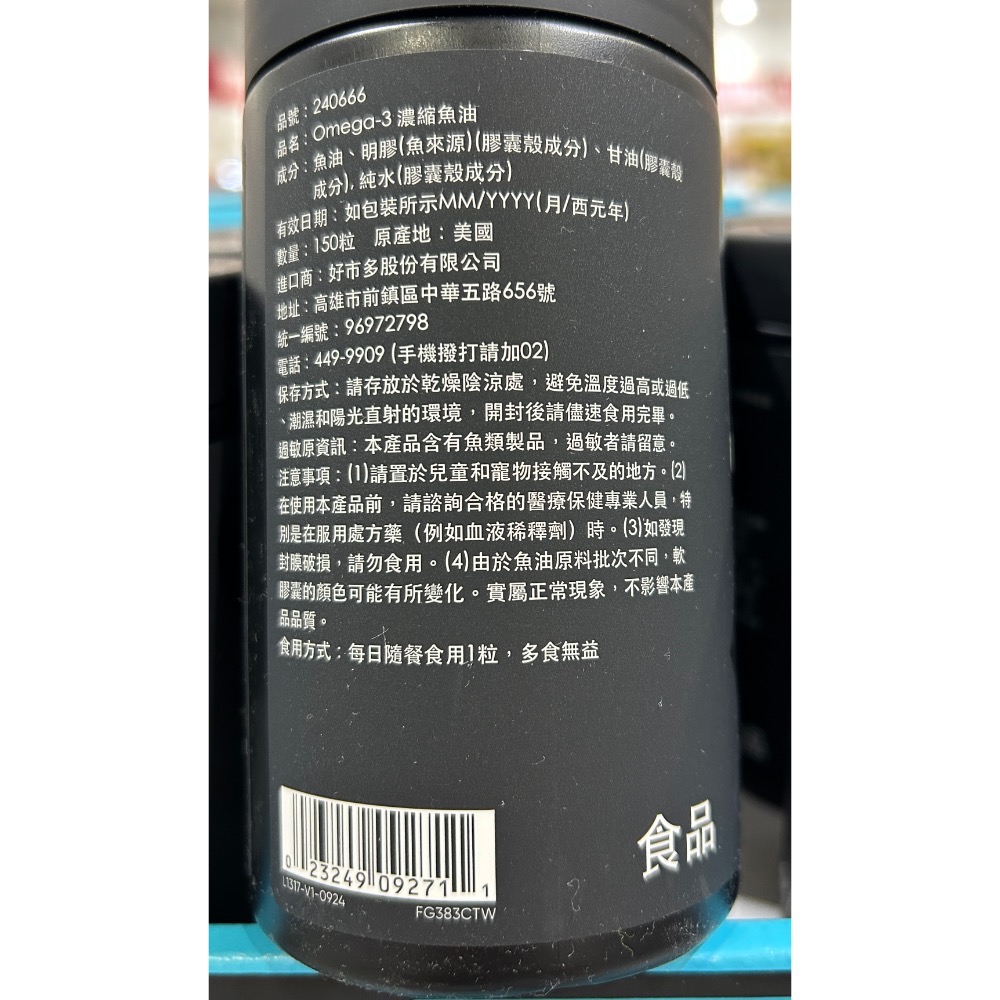 品號：240666
品名：Omega-3 濃縮魚油
成分：魚油、明膠(魚來源)(膠囊殼成分)、甘油(膠囊殼
成分), 純水(膠囊殼成分)
有效日期：如包裝所示MM/YYYY(月/西元年)
數量：150粒　原產地：美國
進口商：好市多股份有限公司
地址：高雄市前鎮區中華五路656號
統一編號：96972798
電話：449-9909 (手機撥打請加02)
保存方式：請存放於乾燥陰涼處，避免溫度過高或過低
、潮濕和陽光直射的環境，開封後請儘速食用完畢。
過敏原資訊：本產品含有魚類製品，過敏者請留意。
注意事項：(1)請置於兒童和寵物接觸不及的地方。(2)
在使用本產品前，請諮詢合格的醫療保健專業人員，特
別是在服用處方藥（例如血液稀釋劑）時。(3)如發現
封膜破損，請勿食用。(4)由於魚油原料批次不同，軟
膠囊的顏色可能有所變化。實屬正常現象，不影響本產
品品質。
食用方式：每日隨餐食用1粒，多食無益
食品
0 23249 09271 1
L1317-V1-0924
FG383CTW